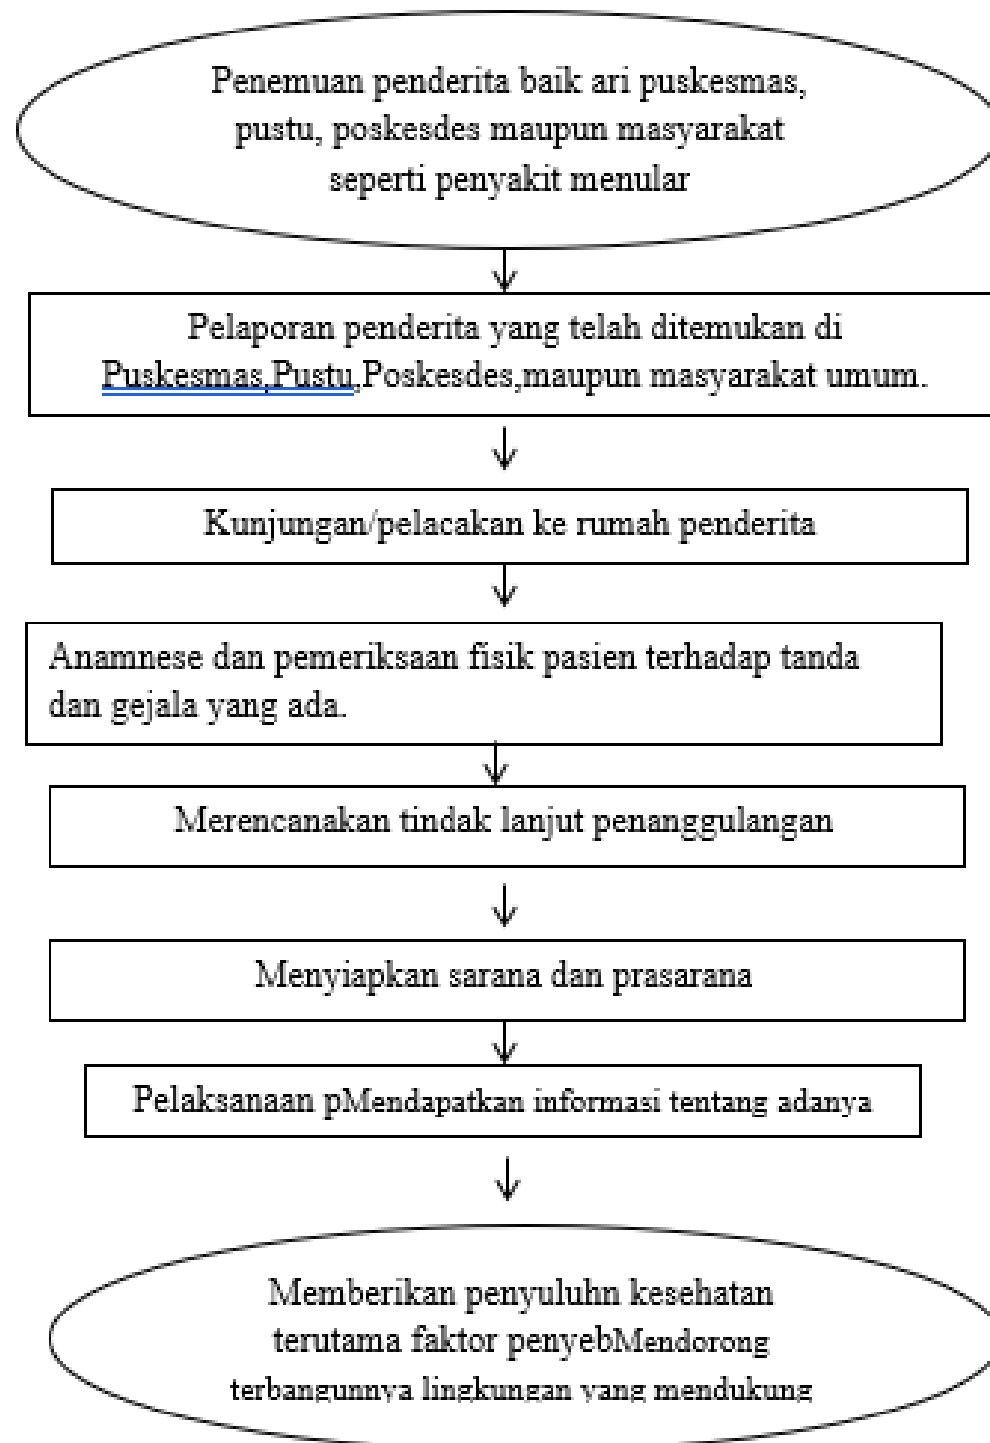 Penemuan penderita baik ari puskesmas,
pustu, poskesdes maupun masyarakat
seperti penyakit menular
Pelaporan penderita yang telah ditemukan di
Puskesmas,Pustu,Poskesdes,maupun masyarakat umum.
Kunjungan/pelacakan ke rumah penderita
Anamnese dan pemeriksaan fisik pasien terhadap tanda
dan gejala yang ada.
Merencanakan tindak lanjut penanggulangan
Menyiapkan sarana dan prasarana
Pelaksanaan pMendapatkan informasi tentang adanya
Memberikan penyuluhn kesehatan
terutama faktor penyebMendorong
terbangunnya lingkungan yang mendukung